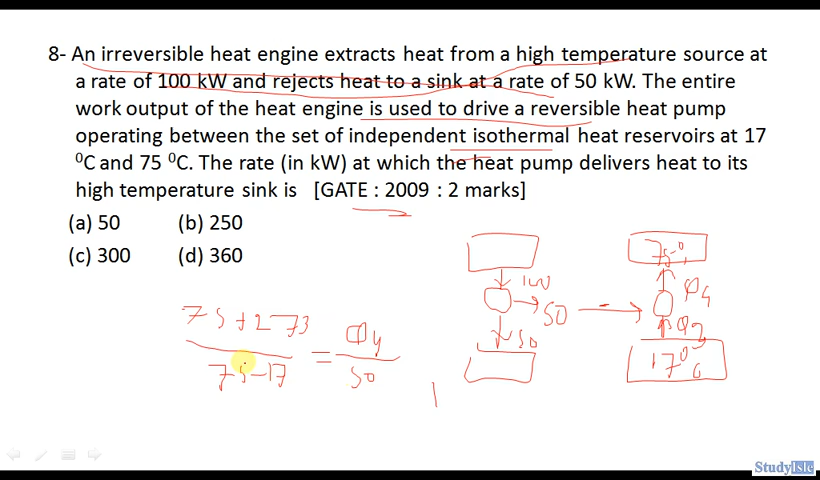 8- An irreversible heat engine extracts heat from a high temperature source at
a rate of 100 kW and rejects heat to a sink at a rate of 50 kW. The entire
work output of the heat engine is used to drive a reversible heat pump
operating between the set of independent isothermal heat reservoirs at 17
⁰C and 75 ⁰C. The rate (in kW) at which the heat pump delivers heat to its
high temperature sink is [GATE : 2009 : 2 marks]
(a) 50 (b) 250
(c) 300 (d) 360
75°c
100
Q4
50
50
Q3
17°c
75+273
75-17
=
Q4
50
StudyIsle